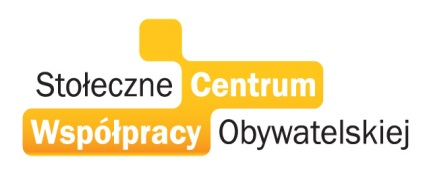 Stołeczne Centrum
Współpracy Obywatelskiej